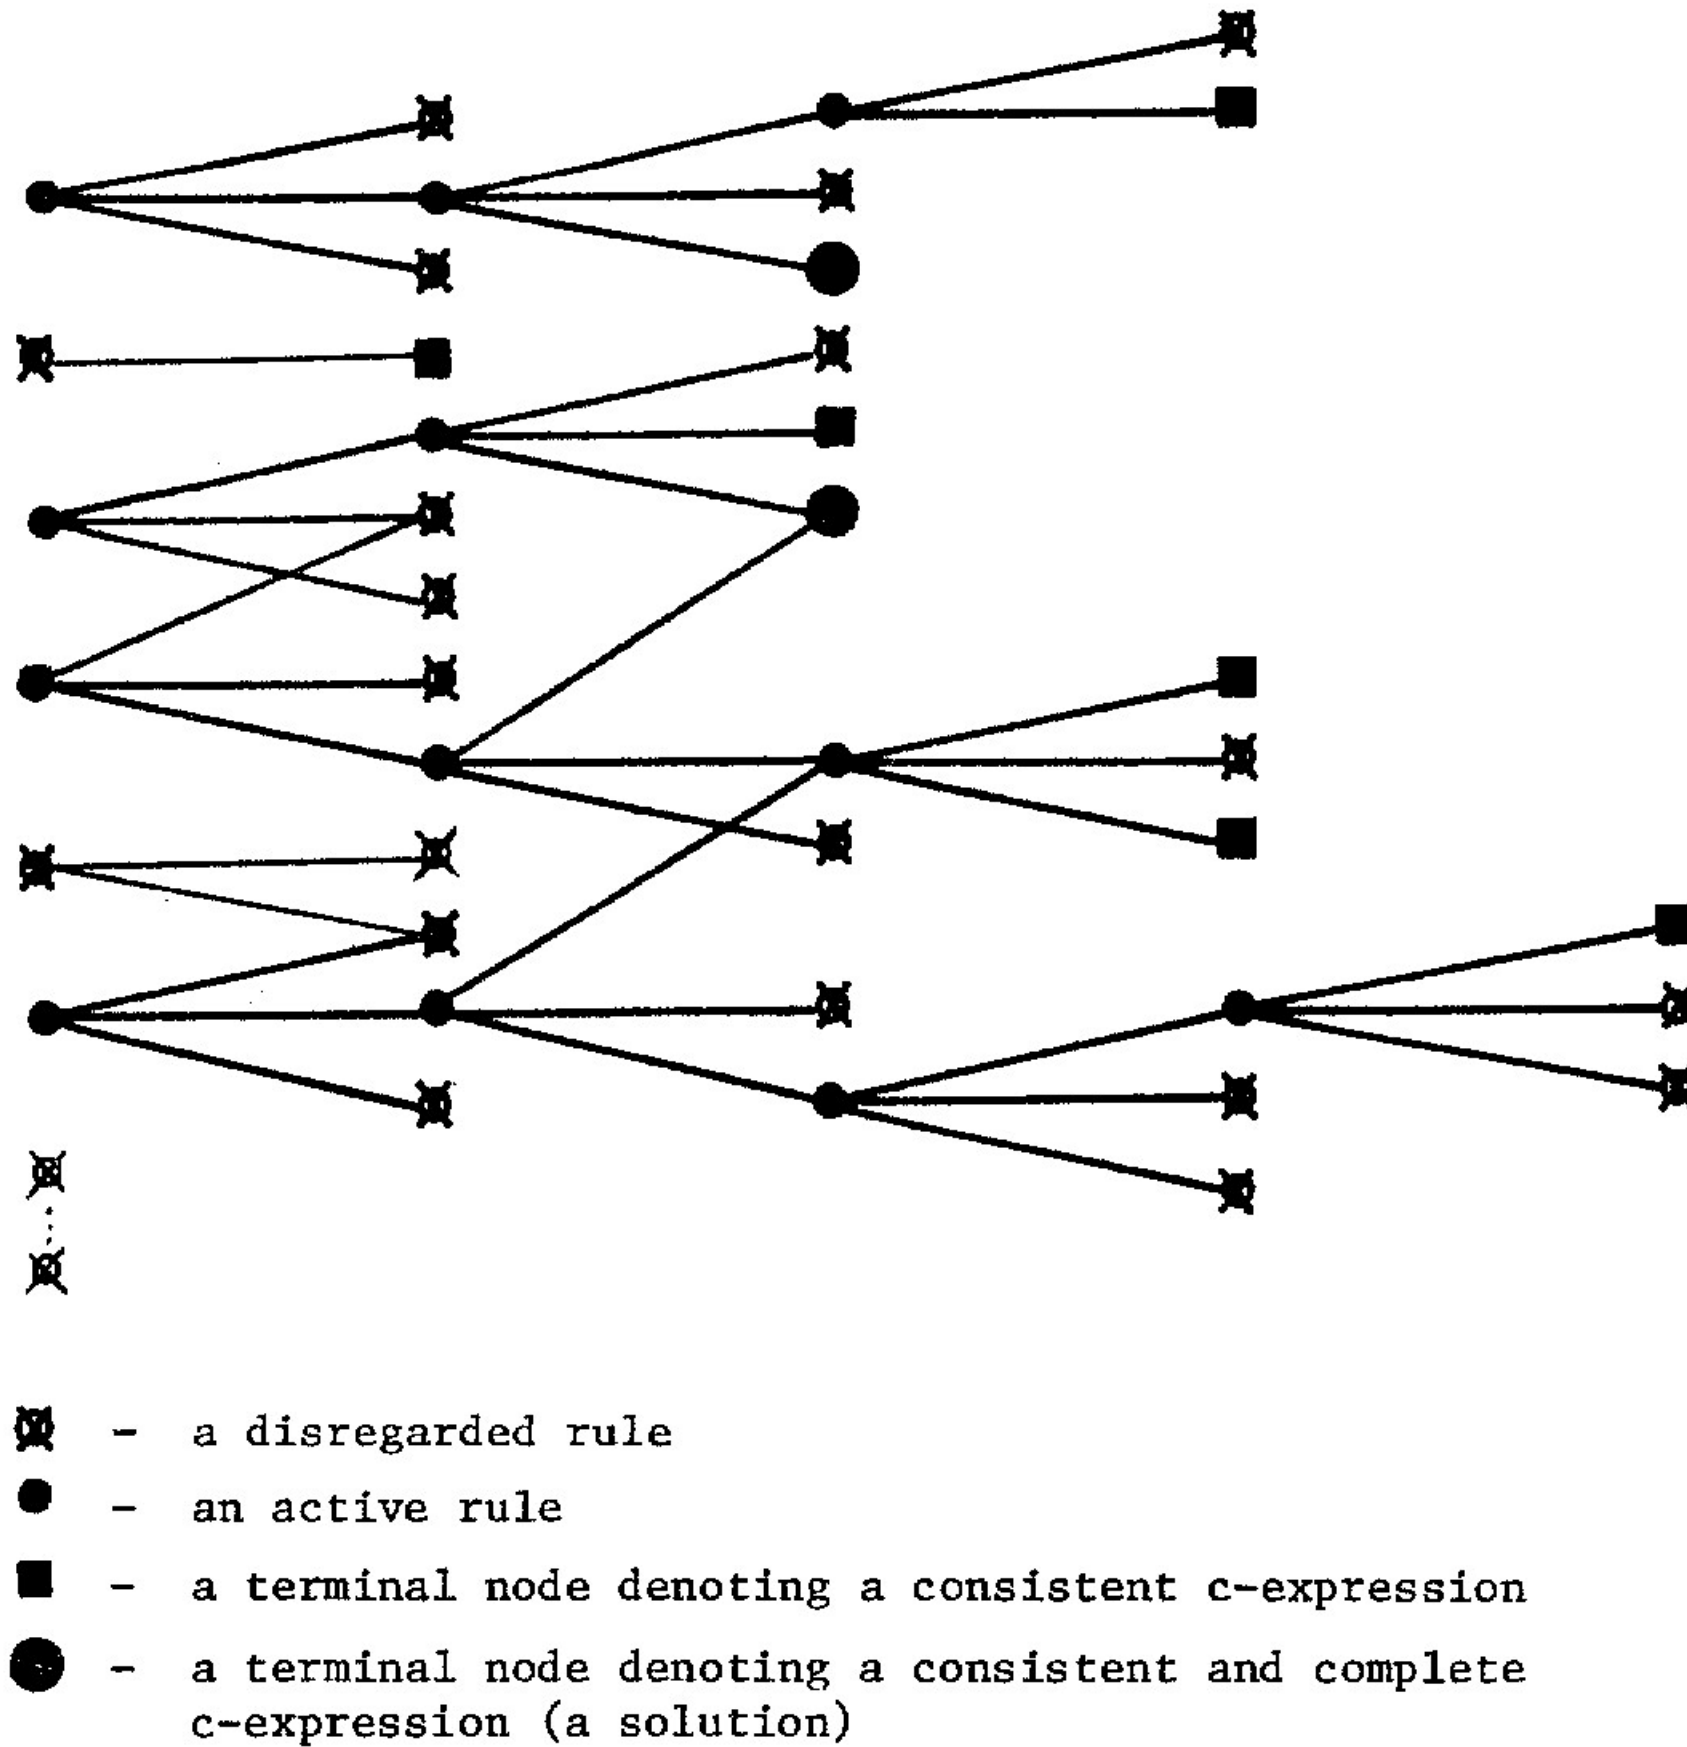 - a disregarded rule
- an active rule
- a terminal node denoting a consistent c-expression
- a terminal node denoting a consistent and complete
c-expression (a solution)